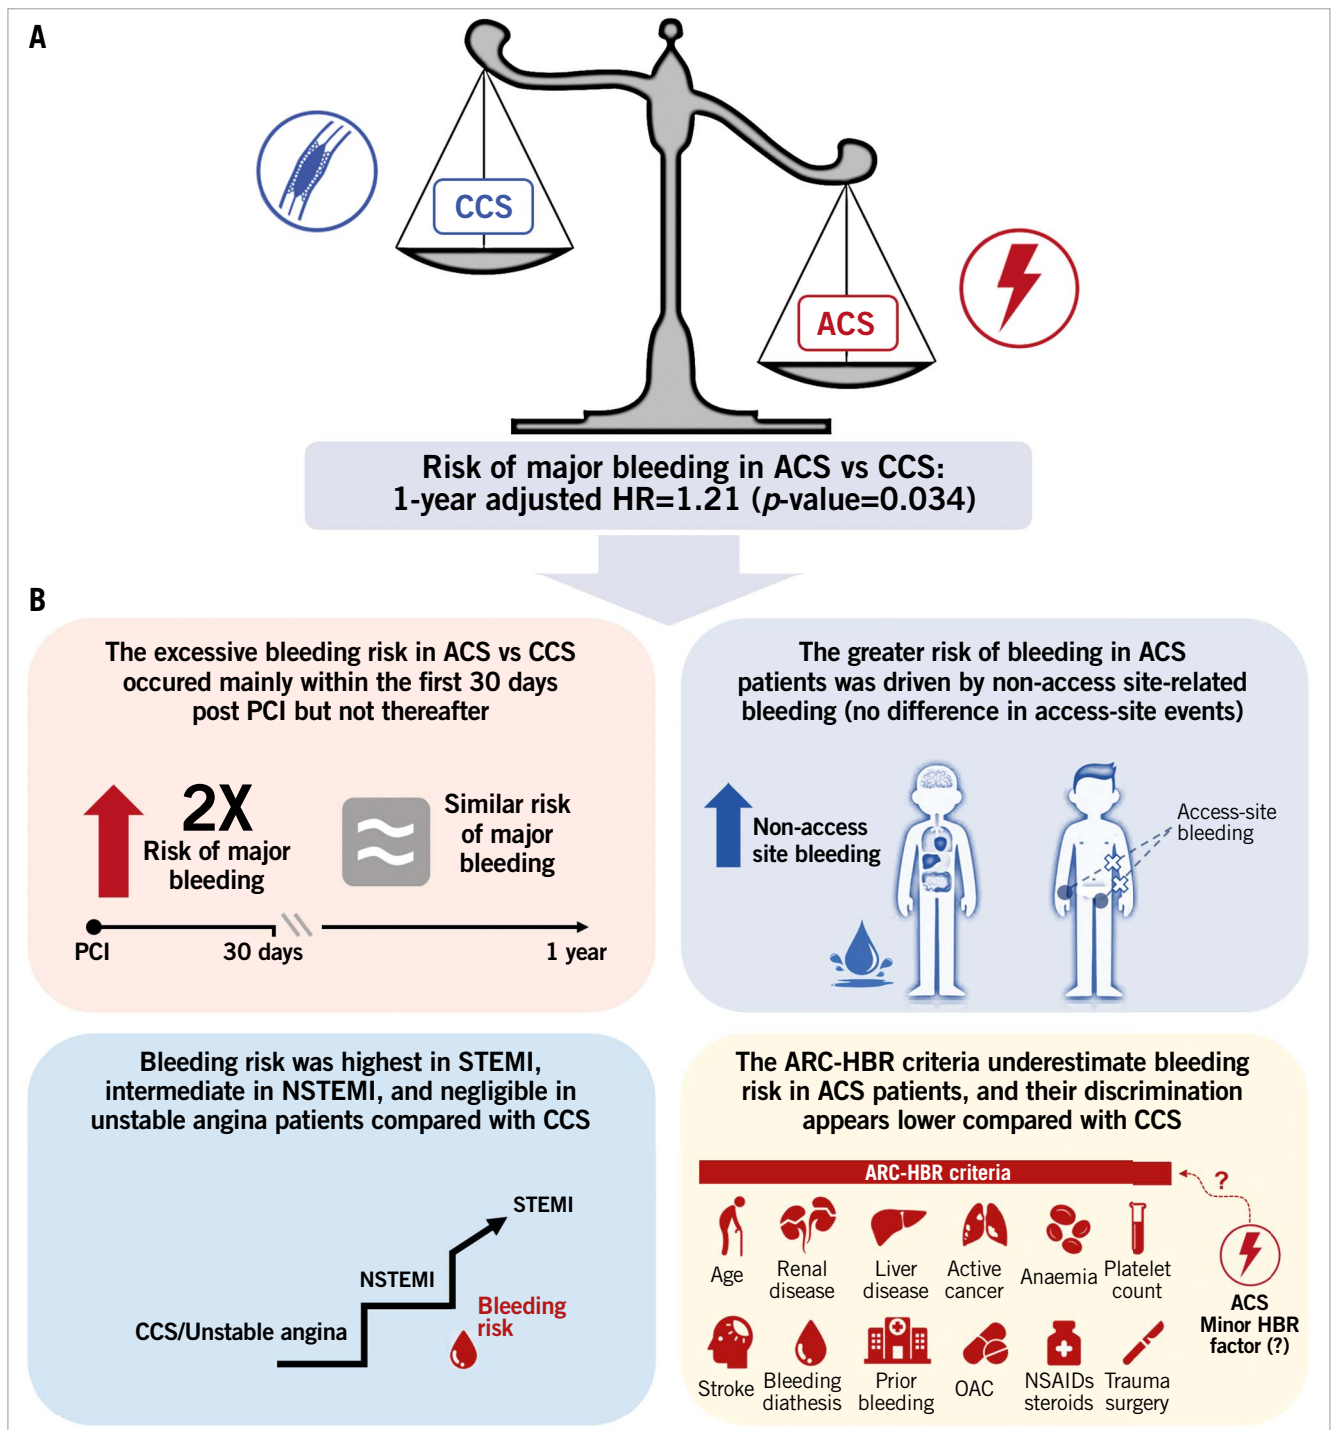 A
CCS
ACS
Risk of major bleeding in ACS vs CCS:
1-year adjusted HR=1.21 (p-value=0.034)
B
The excessive bleeding risk in ACS vs CCS
occured mainly within the first 30 days
post PCI but not thereafter
2X
Risk of major
bleeding
Similar risk
of major
bleeding
PCI
30 days
1 year
The greater risk of bleeding in ACS
patients was driven by non-access site-related
bleeding (no difference in access-site events)
Non-access
site bleeding
Access-site
bleeding
Bleeding risk was highest in STEMI,
intermediate in NSTEMI, and negligible in
unstable angina patients compared with CCS
STEMI
NSTEMI
CCS/Unstable angina
Bleeding
risk
The ARC-HBR criteria underestimate bleeding
risk in ACS patients, and their discrimination
appears lower compared with CCS
ARC-HBR criteria
?
Age
Renal
disease
Liver
disease
Active
cancer
Anaemia
Platelet
count
ACS
Minor HBR
factor (?)
Stroke
Bleeding
diathesis
Prior
bleeding
OAC
NSAIDs
steroids
Trauma
surgery